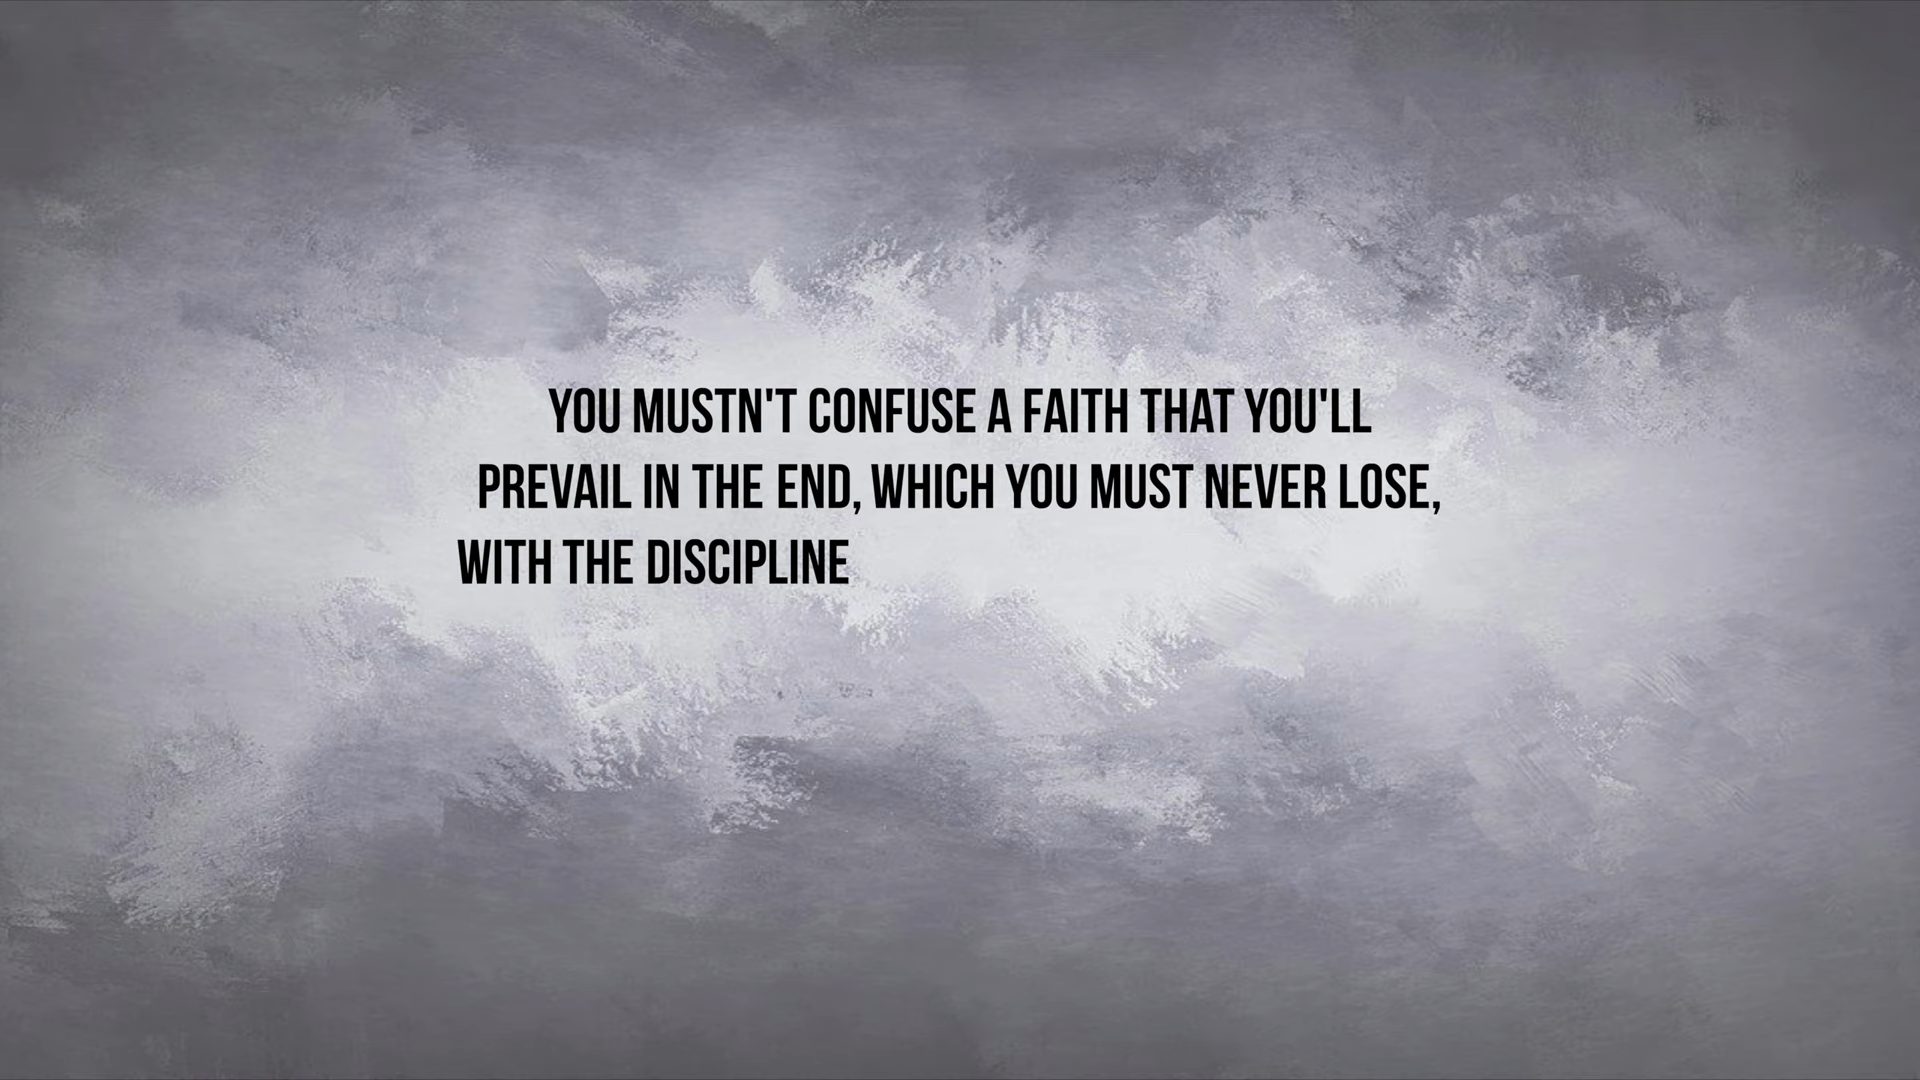 YOU MUSTN'T CONFUSE A FAITH THAT YOU'LL
PREVAIL IN THE END, WHICH YOU MUST NEVER LOSE,
WITH THE DISCIPLINE